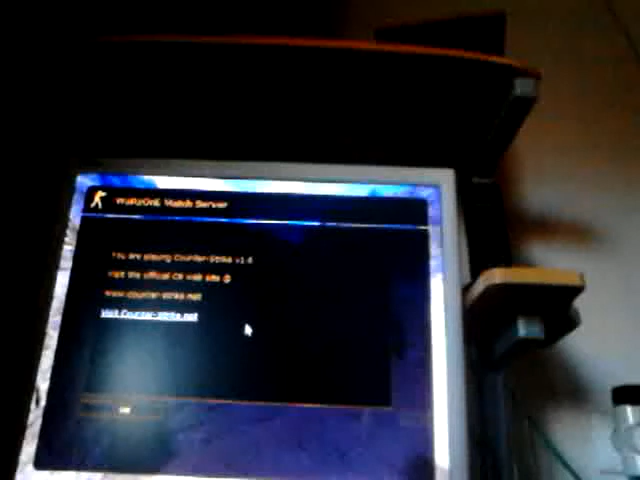 WaRzOnE Match Server
You are playing Counter-Strike v1.6
Visit the official CS web site @
www.counter-strike.net
Visit Counter-Strike.net
OK